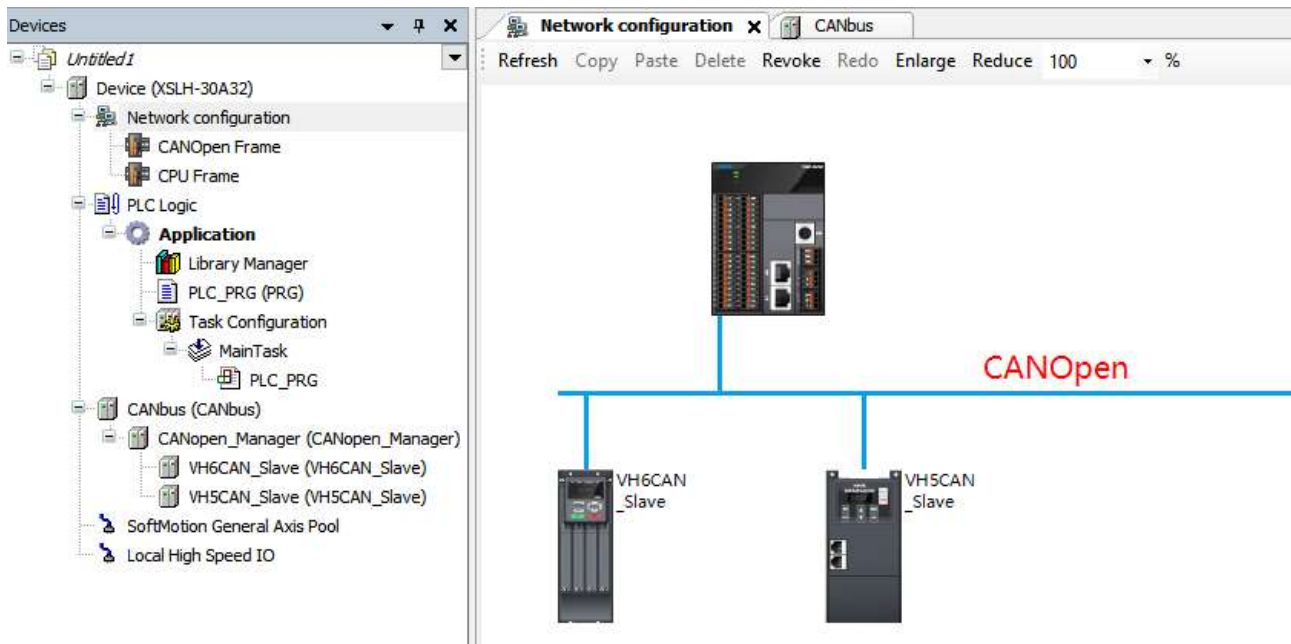 Devices
Untitled1
Device (XSLH-30A32)
Network configuration
CANOpen Frame
CPU Frame
PLC Logic
Application
Library Manager
PLC_PRG (PRG)
Task Configuration
MainTask
PLC_PRG
CANbus (CANbus)
CANopen_Manager (CANopen_Manager)
VH6CAN_Slave (VH6CAN_Slave)
VH5CAN_Slave (VH5CAN_Slave)
SoftMotion General Axis Pool
Local High Speed IO
Network configuration
CANbus
Refresh Copy Paste Delete Revoke Redo Enlarge Reduce 100 %
CANOpen
VH6CAN
_Slave
VH5CAN
_Slave